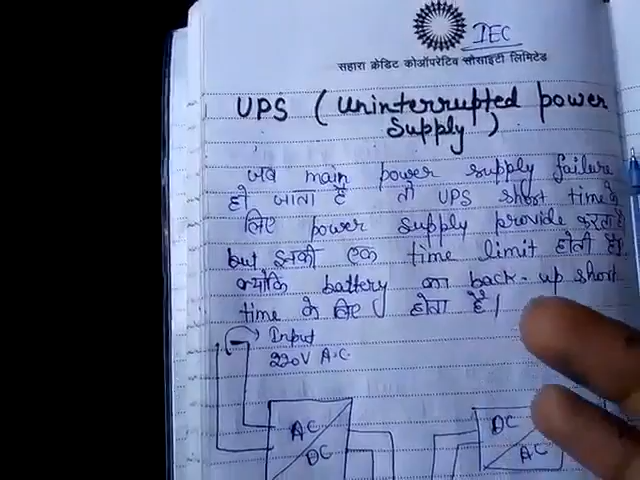 IEC
सहारा क्रेडिट कोऑपरेटिव सोसाइटी लिमिटेड
UPS ( Uninterrupted power
Supply )
जब main power supply failure
हो जाता है तो UPS short time के
लिए power supply provide करता है
but इसकी एक time limit होती है।
क्योकि battery का back-up short
time के लिए होता है।
Input
220V A.C.
AC
DC
DC
AC